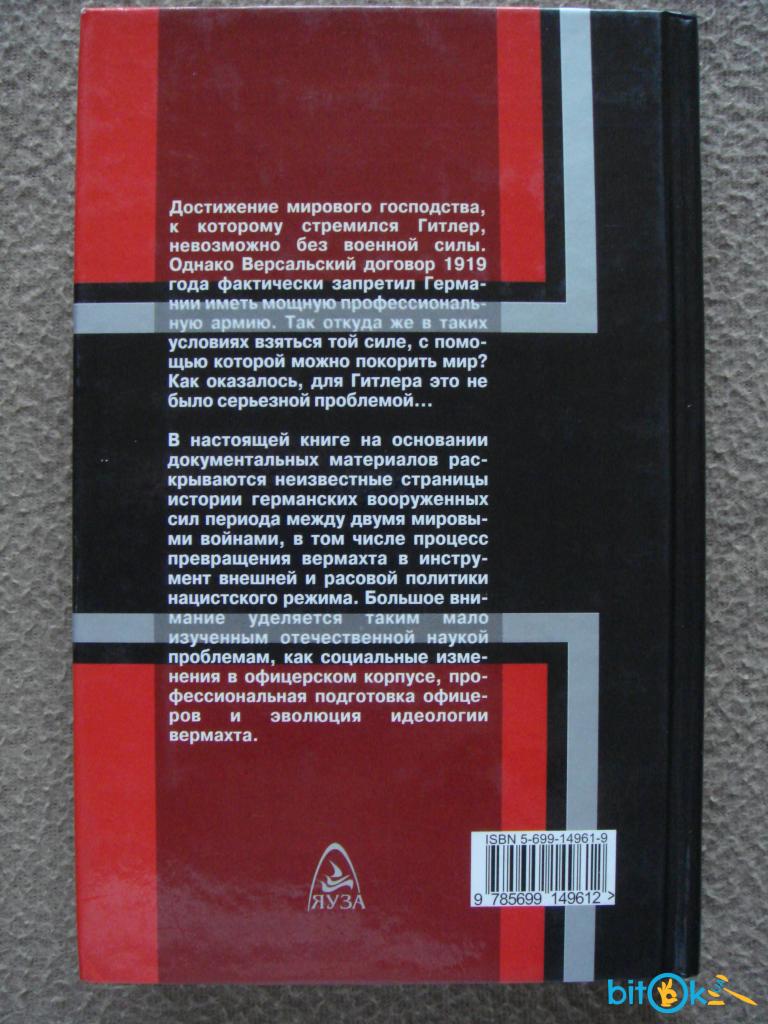 Достижение мирового господства,
к которому стремился Гитлер,
невозможно без военной силы.
Однако Версальский договор 1919
года фактически запретил Герма-
нии иметь мощную профессиональ-
ную армию. Так откуда же в таких
условиях взяться той силе, с помо-
щью которой можно покорить мир?
Как оказалось, для Гитлера это не
было серьезной проблемой...
В настоящей книге на основании
документальных материалов рас-
крываются неизвестные страницы
истории германских вооруженных
сил периода между двумя мировы-
ми войнами, в том числе процесс
превращения вермахта в инстру-
мент внешней и расовой политики
нацистского режима. Большое вни-
мание уделяется таким мало
изученным отечественной наукой
проблемам, как социальные изме-
нения в офицерском корпусе, про-
фессиональная подготовка офице-
ров и эволюция идеологии
вермахта.
ЯУЗА
ISBN 5-699-14961-9
9 785699 149612 >
bitOk